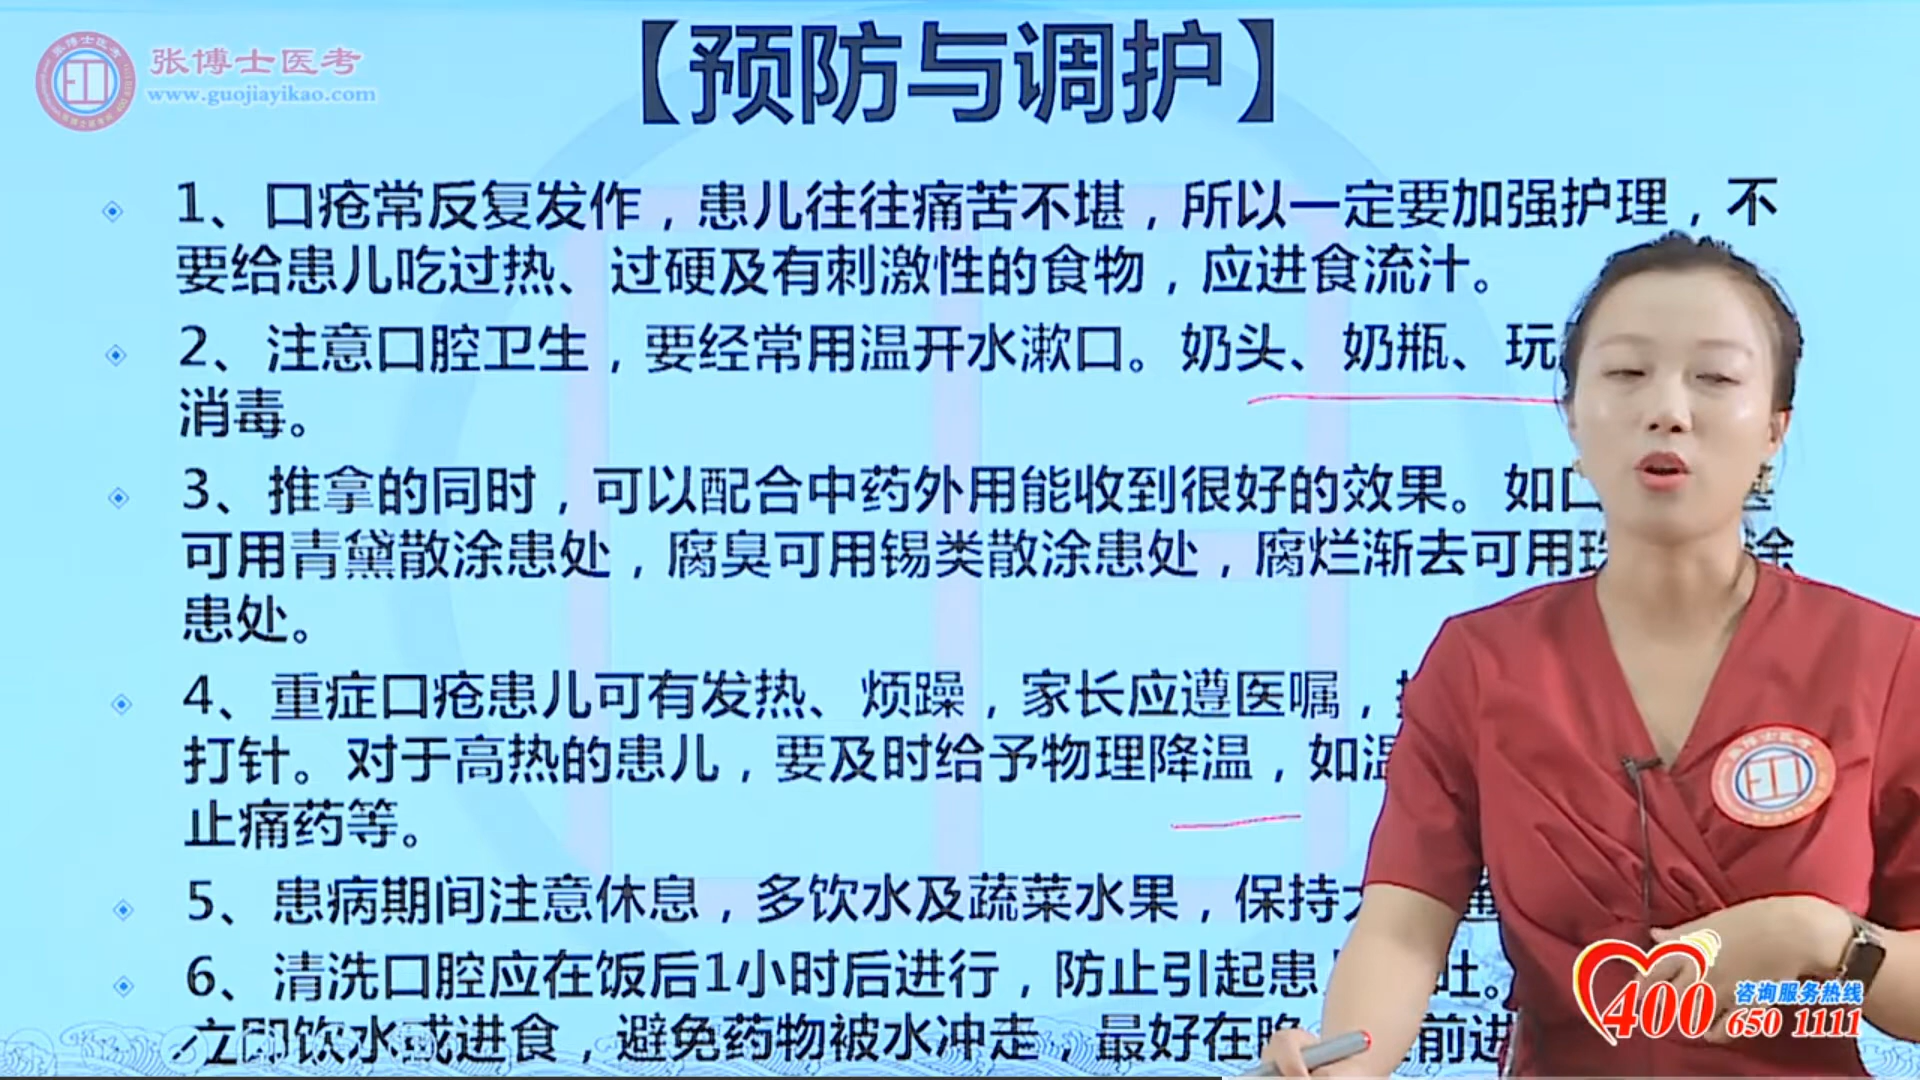 【预防与调护】
张博士医考
www.guojiayikao.com
1、口疮常反复发作，患儿往往痛苦不堪，所以一定要加强护理，不
要给患儿吃过热、过硬及有刺激性的食物，应进食流汁。
2、注意口腔卫生，要经常用温开水漱口。奶头、奶瓶、玩
消毒。
3、推拿的同时，可以配合中药外用能收到很好的效果。如口
可用青黛散涂患处，腐臭可用锡类散涂患处，腐烂渐去可用 涂
患处。
4、重症口疮患儿可有发热、烦躁，家长应遵医嘱，
打针。对于高热的患儿，要及时给予物理降温，如温
止痛药等。
5、患病期间注意休息，多饮水及蔬菜水果，保持大 通
6、清洗口腔应在饭后1小时后进行，防止引起患 吐。
立即饮水或进食，避免药物被水冲走，最好在晚 前进
400
咨询服务热线
650 1111